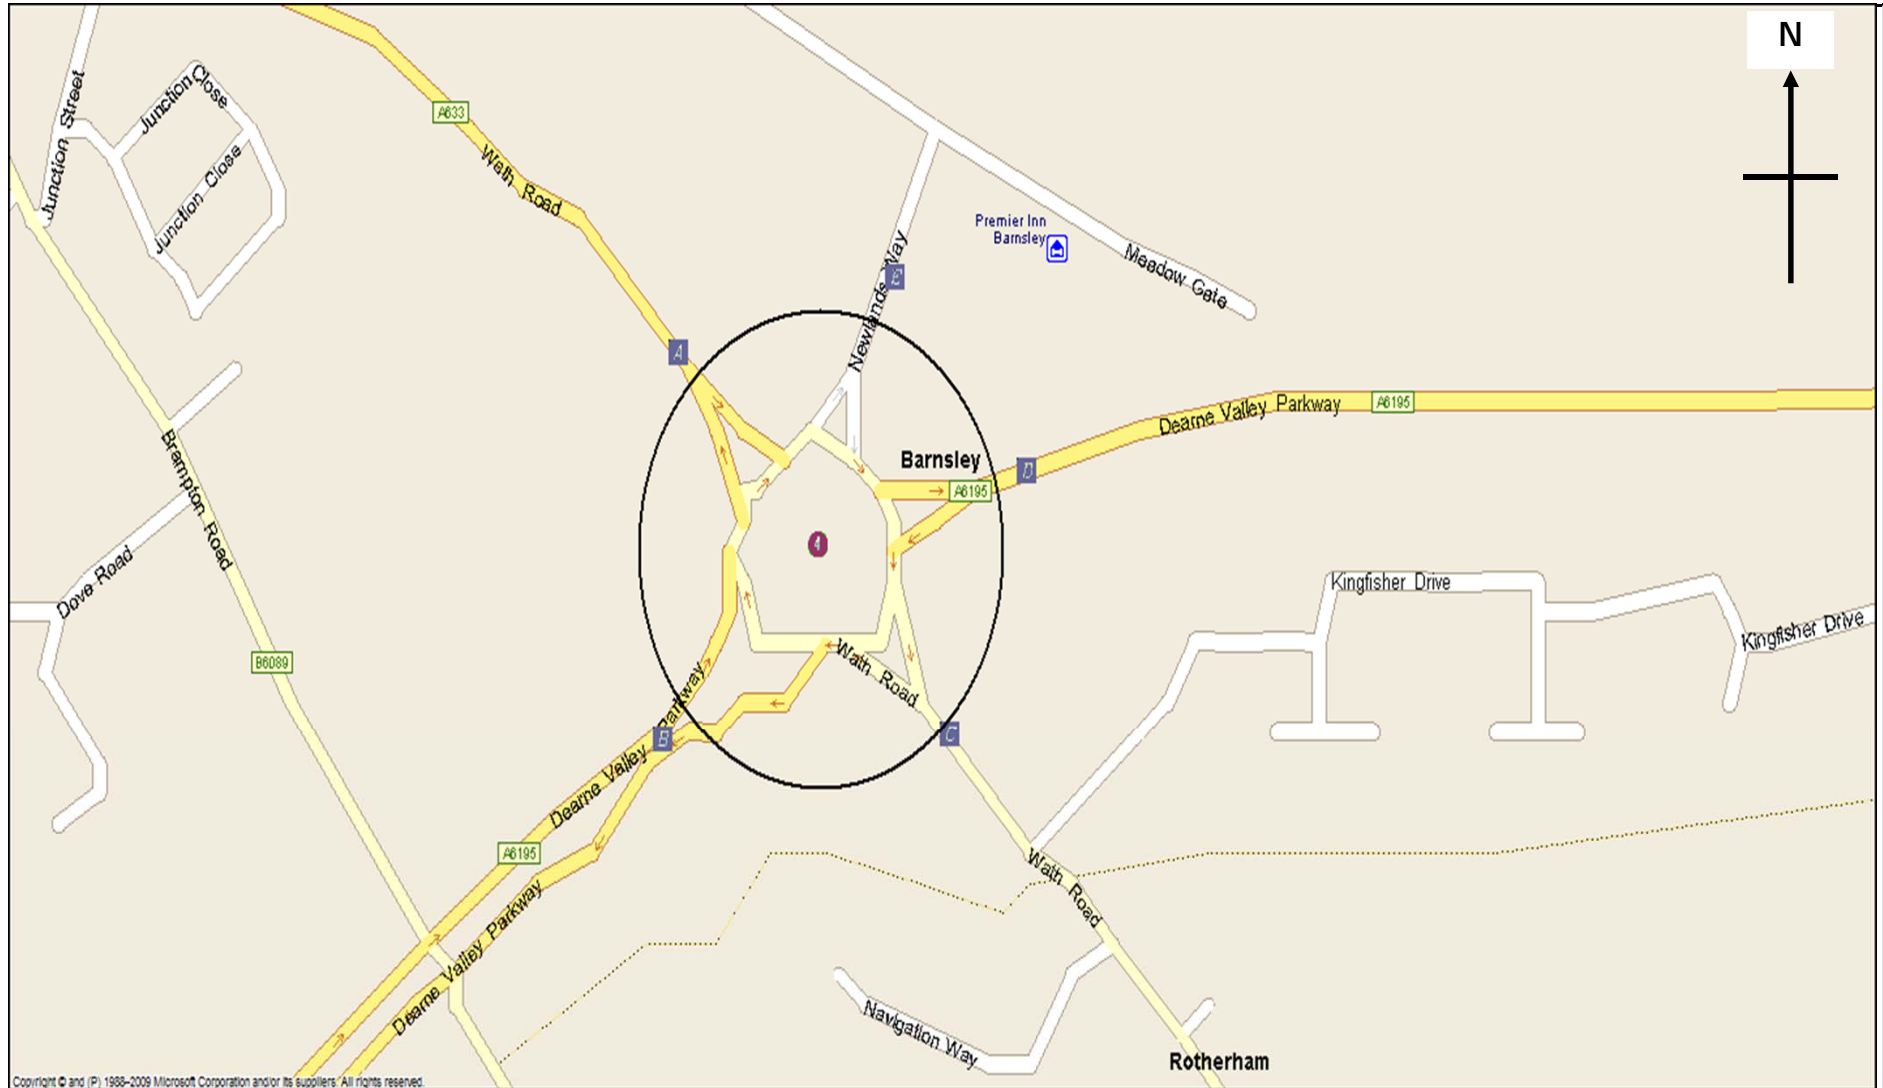 N
Junction Street
Junction Close
Junction Close
A633
Wath Road
Premier Inn
Barnsley
Newlands Way
E
Meadow Gate
A
Dearne Valley Parkway
A6195
Barnsley
D
A6195
Brampton Road
Dove Road
4
Kingfisher Drive
Kingfisher Drive
B6089
Wath Road
Parkway
B
C
Dearne Valley
A6195
Dearne Valley Parkway
Wath Road
Navigation Way
Rotherham
Copyright © and (P) 1988–2009 Microsoft Corporation and/or its suppliers. All rights reserved.